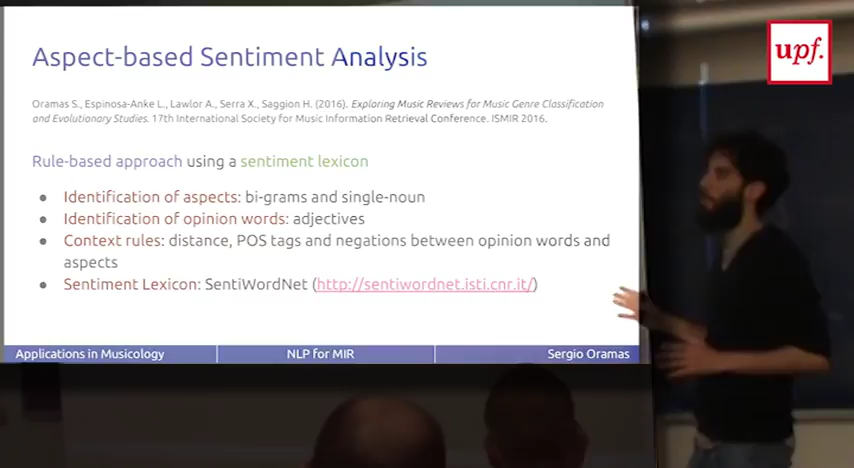 Aspect-based Sentiment Analysis
upf.
Oramas S., Espinosa-Anke L., Lawlor A., Serra X., Saggion H. (2016). Exploring Music Reviews for Music Genre Classification
and Evolutionary Studies. 17th International Society for Music Information Retrieval Conference. ISMIR 2016.
Rule-based approach using a sentiment lexicon
● Identification of aspects: bi-grams and single-noun
● Identification of opinion words: adjectives
● Context rules: distance, POS tags and negations between opinion words and
aspects
● Sentiment Lexicon: SentiWordNet (http://sentiwordnet.isti.cnr.it/)
Applications in Musicology NLP for MIR Sergio Oramas